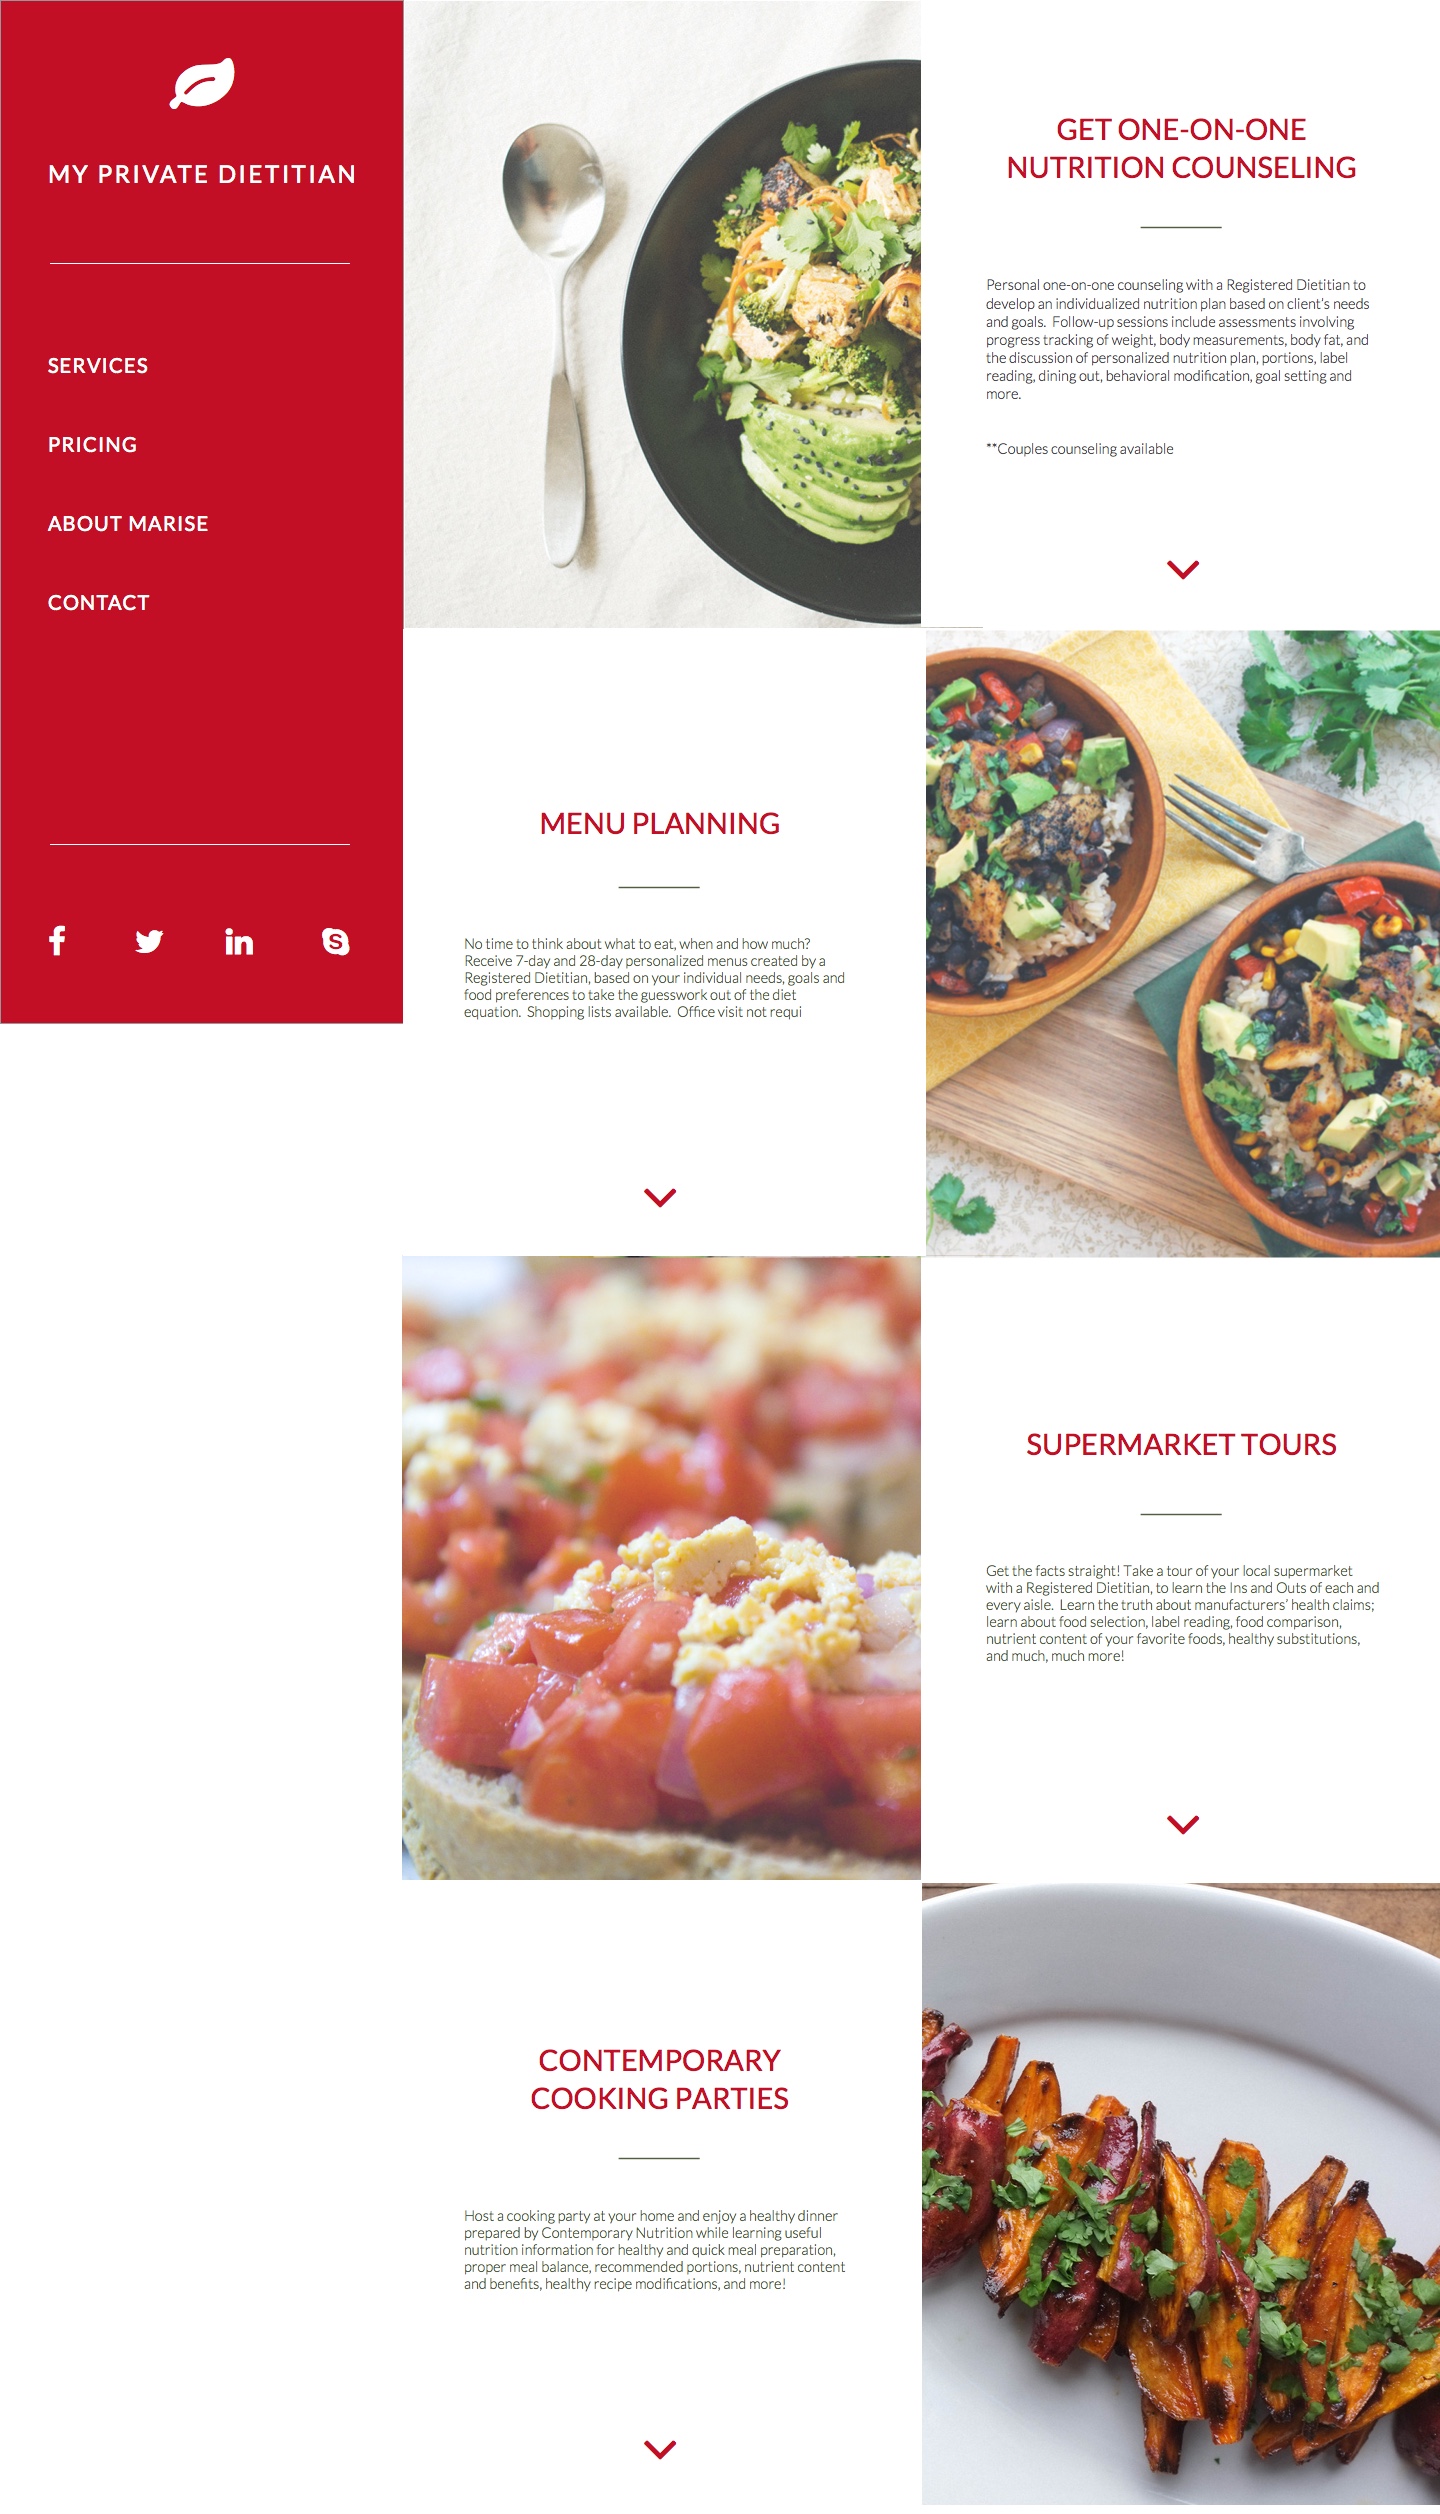 MY PRIVATE DIETITIAN
SERVICES
PRICING
ABOUT MARISE
CONTACT
GET ONE-ON-ONE
NUTRITION COUNSELING
Personal one-on-one counseling with a Registered Dietitian to
develop an individualized nutrition plan based on client's needs
and goals.  Follow-up sessions include assessments involving
progress tracking of weight, body measurements, body fat, and
the discussion of personalized nutrition plan, portions, label
reading, dining out, behavioral modification, goal setting and
more.
**Couples counseling available
MENU PLANNING
No time to think about what to eat, when and how much?
Receive 7-day and 28-day personalized menus created by a
Registered Dietitian, based on your individual needs, goals and
food preferences to take the guesswork out of the diet
equation.  Shopping lists available.  Office visit not requi
SUPERMARKET TOURS
Get the facts straight! Take a tour of your local supermarket
with a Registered Dietitian, to learn the Ins and Outs of each and
every aisle.  Learn the truth about manufacturers' health claims;
learn about food selection, label reading, food comparison,
nutrient content of your favorite foods, healthy substitutions,
and much, much more!
CONTEMPORARY
COOKING PARTIES
Host a cooking party at your home and enjoy a healthy dinner
prepared by Contemporary Nutrition while learning useful
nutrition information for healthy and quick meal preparation,
proper meal balance, recommended portions, nutrient content
and benefits, healthy recipe modifications, and more!